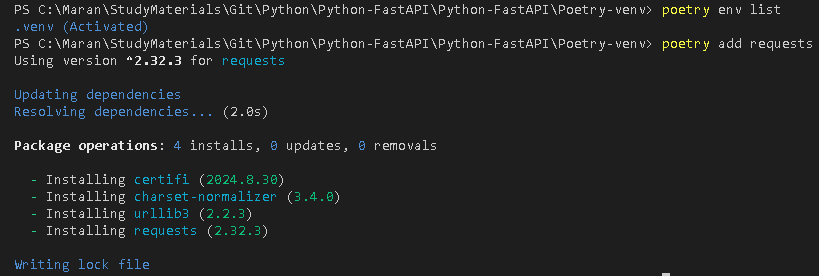 PS C:\Maran\StudyMaterials\Git\Python\Python-FastAPI\Python-FastAPI\Poetry-venv> poetry env list
.venv (Activated)
PS C:\Maran\StudyMaterials\Git\Python\Python-FastAPI\Python-FastAPI\Poetry-venv> poetry add requests
Using version ^2.32.3 for requests
Updating dependencies
Resolving dependencies... (2.0s)
Package operations: 4 installs, 0 updates, 0 removals
- Installing certifi (2024.8.30)
- Installing charset-normalizer (3.4.0)
- Installing urllib3 (2.2.3)
- Installing requests (2.32.3)
Writing lock file